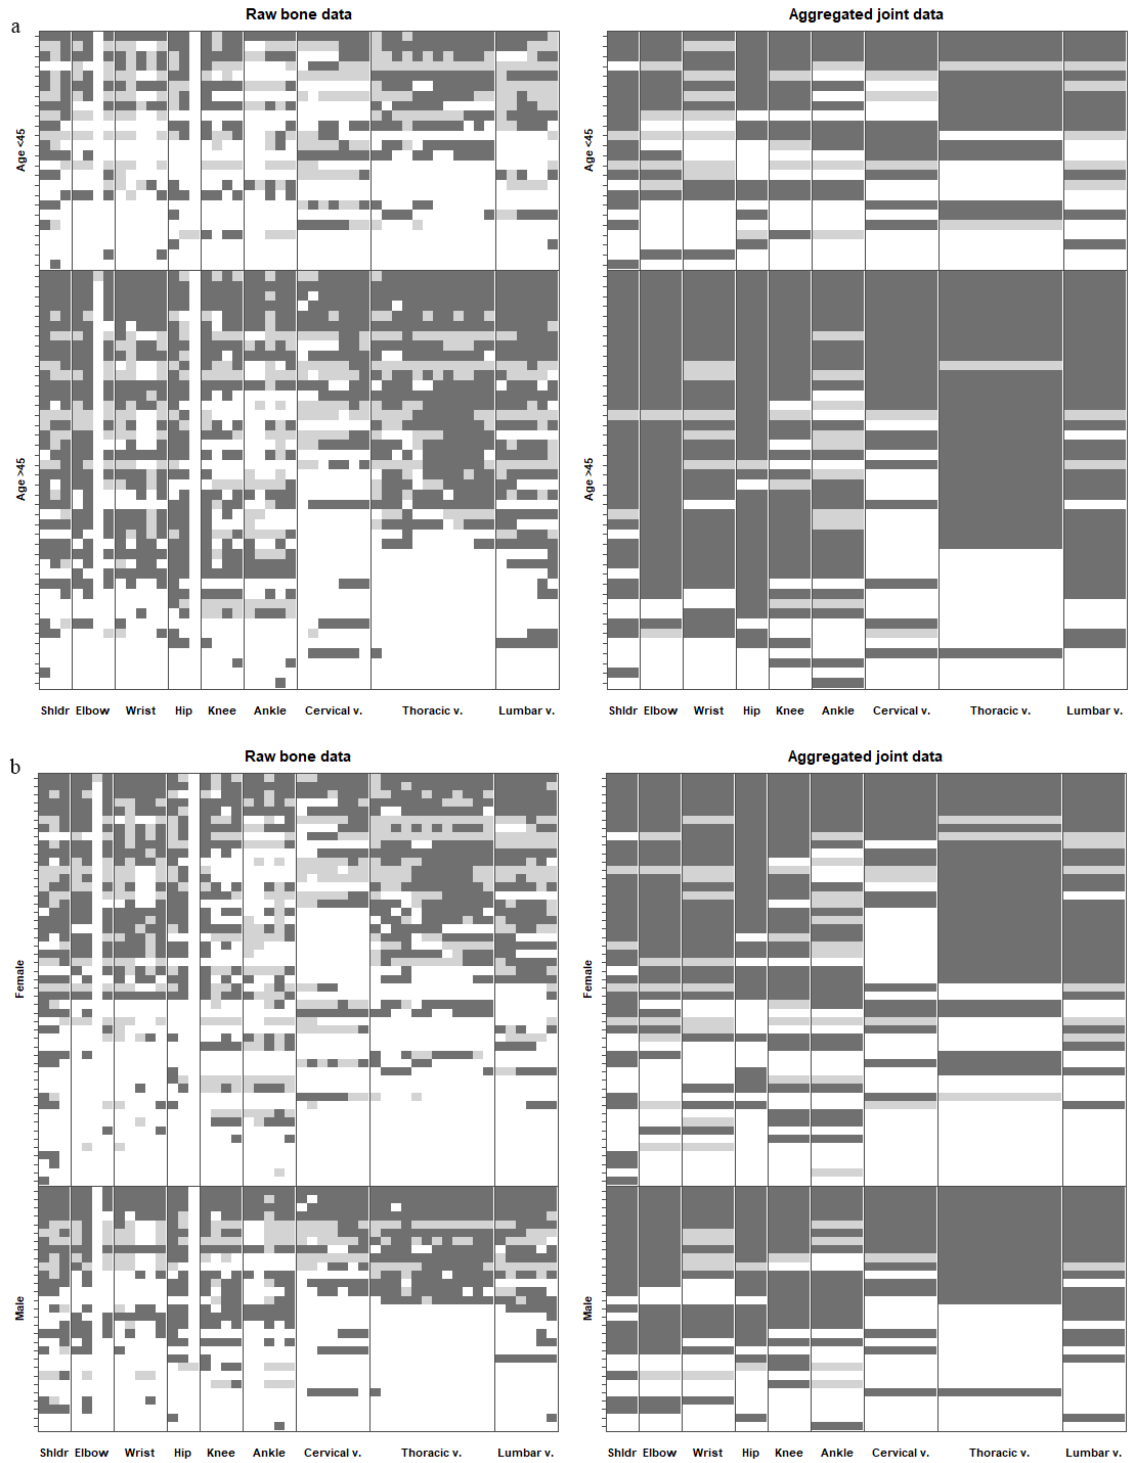 a
Raw bone data
Aggregated joint data
Age <45
Age <45
Age >45
Age >45
Shldr Elbow Wrist Hip Knee Ankle Cervical v. Thoracic v. Lumbar v.
Shldr Elbow Wrist Hip Knee Ankle Cervical v. Thoracic v. Lumbar v.
b
Raw bone data
Aggregated joint data
Female
Female
Male
Male
Shldr Elbow Wrist Hip Knee Ankle Cervical v. Thoracic v. Lumbar v.
Shldr Elbow Wrist Hip Knee Ankle Cervical v. Thoracic v. Lumbar v.